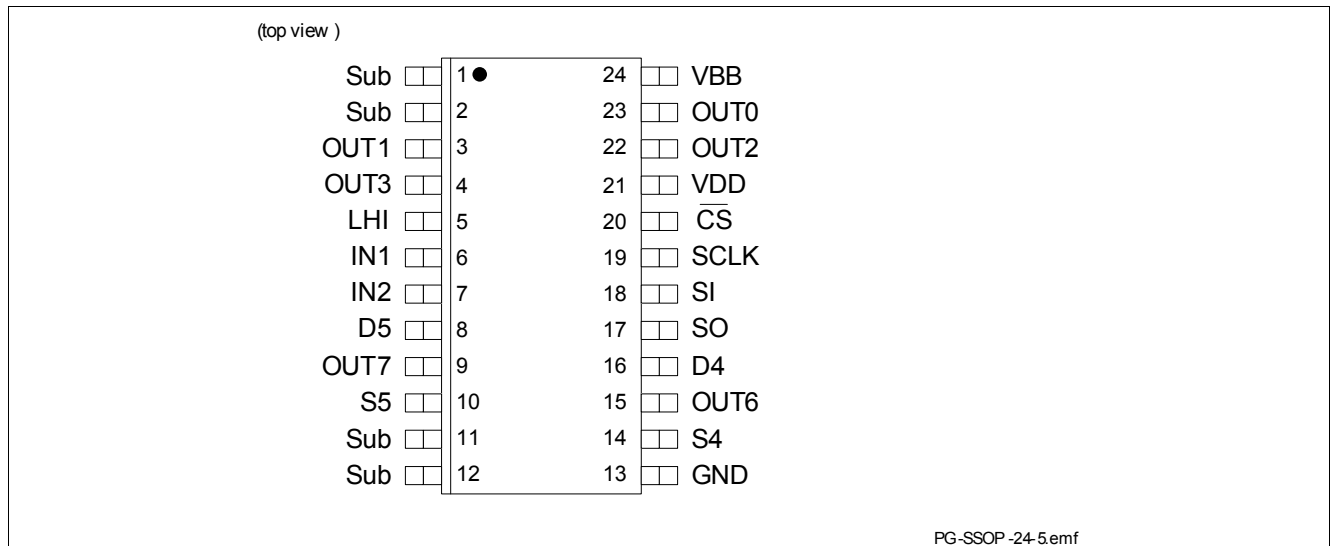 (top view )
Sub 1 24 VBB
Sub 2 23 OUT0
OUT1 3 22 OUT2
OUT3 4 21 VDD
LHI 5 20 CS
IN1 6 19 SCLK
IN2 7 18 SI
D5 8 17 SO
OUT7 9 16 D4
S5 10 15 OUT6
Sub 11 14 S4
Sub 12 13 GND
PG-SSOP -24-5.emf